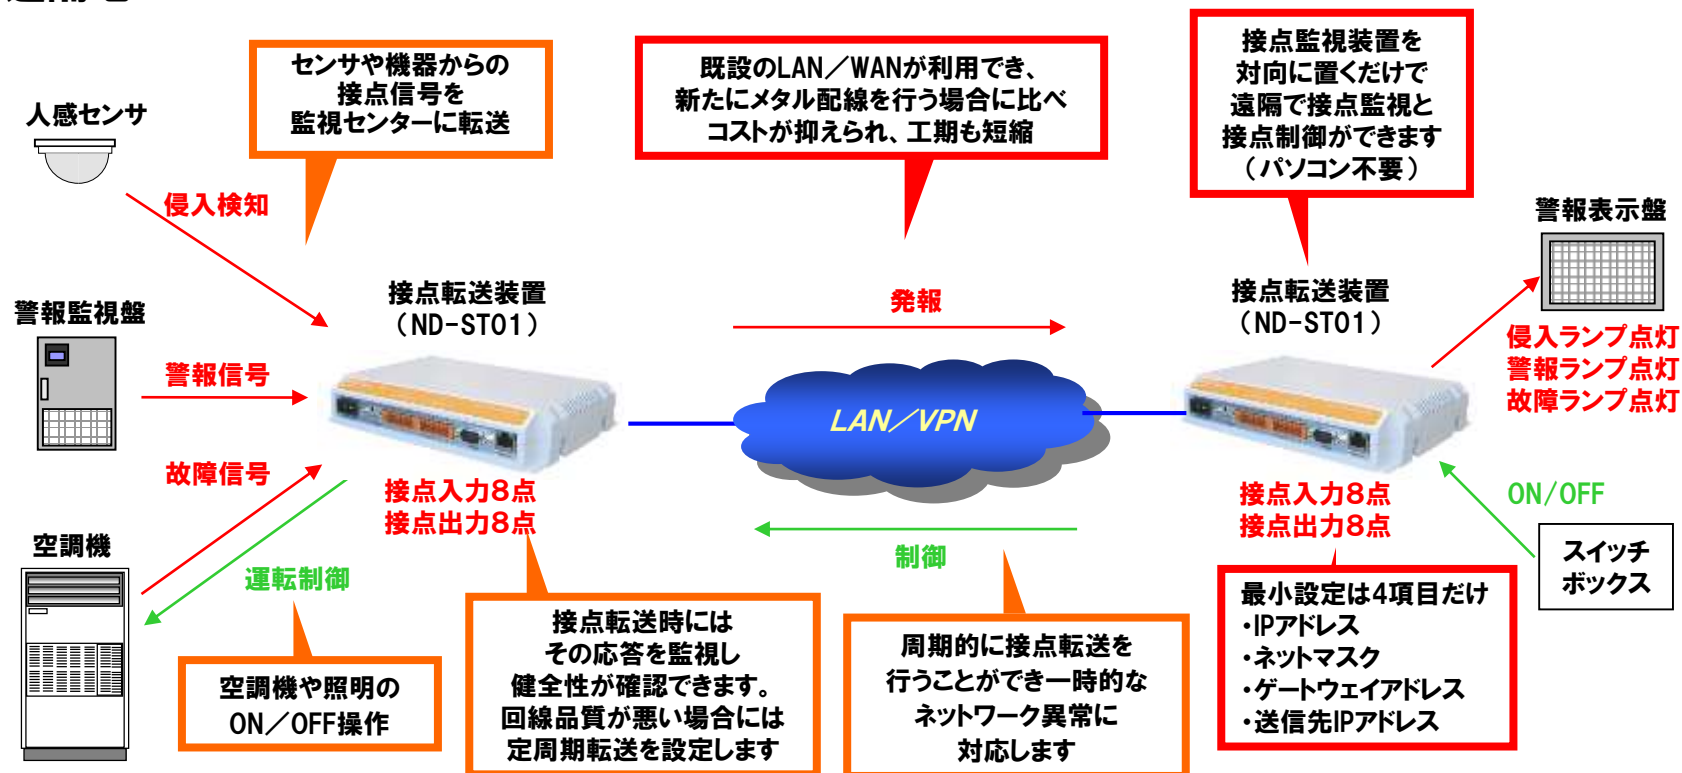 センサや機器からの
接点信号を
監視センターに転送
既設のLAN／WANが利用でき、
新たにメタル配線を行う場合に比べ
コストが抑えられ、工期も短縮
接点監視装置を
対向に置くだけで
遠隔で接点監視と
接点制御ができます
（パソコン不要）
人感センサ
侵入検知
警報表示盤
接点転送装置
（ND-ST01）
発報
接点転送装置
（ND-ST01）
警報監視盤
警報信号
侵入ランプ点灯
警報ランプ点灯
故障ランプ点灯
LAN／VPN
故障信号
接点入力8点
接点出力8点
接点入力8点
接点出力8点
ON/OFF
空調機
運転制御
制御
スイッチ
ボックス
空調機や照明の
ON／OFF操作
接点転送時には
その応答を監視し
健全性が確認できます。
回線品質が悪い場合には
定周期転送を設定します
周期的に接点転送を
行うことができ一時的な
ネットワーク異常に
対応します
最小設定は4項目だけ
・IPアドレス
・ネットマスク
・ゲートウェイアドレス
・送信先IPアドレス